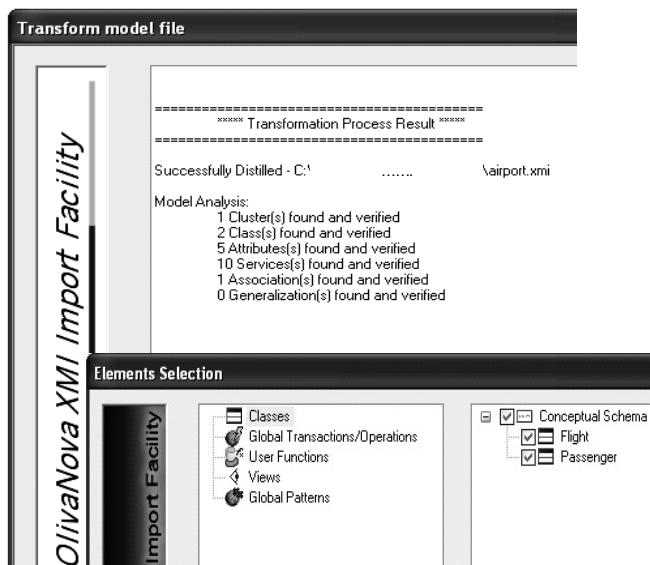 Transform model file
OlivaNova XMI Import Facility
==========================================
***** Transformation Process Result *****
==========================================
Successfully Distilled - C:\ ....... \airport.xmi
Model Analysis:
1 Cluster(s) found and verified
2 Class(s) found and verified
5 Attributes(s) found and verified
10 Services(s) found and verified
1 Association(s) found and verified
0 Generalization(s) found and verified
Elements Selection
Import Facility
Classes
Global Transactions/Operations
User Functions
Views
Global Patterns
Conceptual Schema
Flight
Passenger